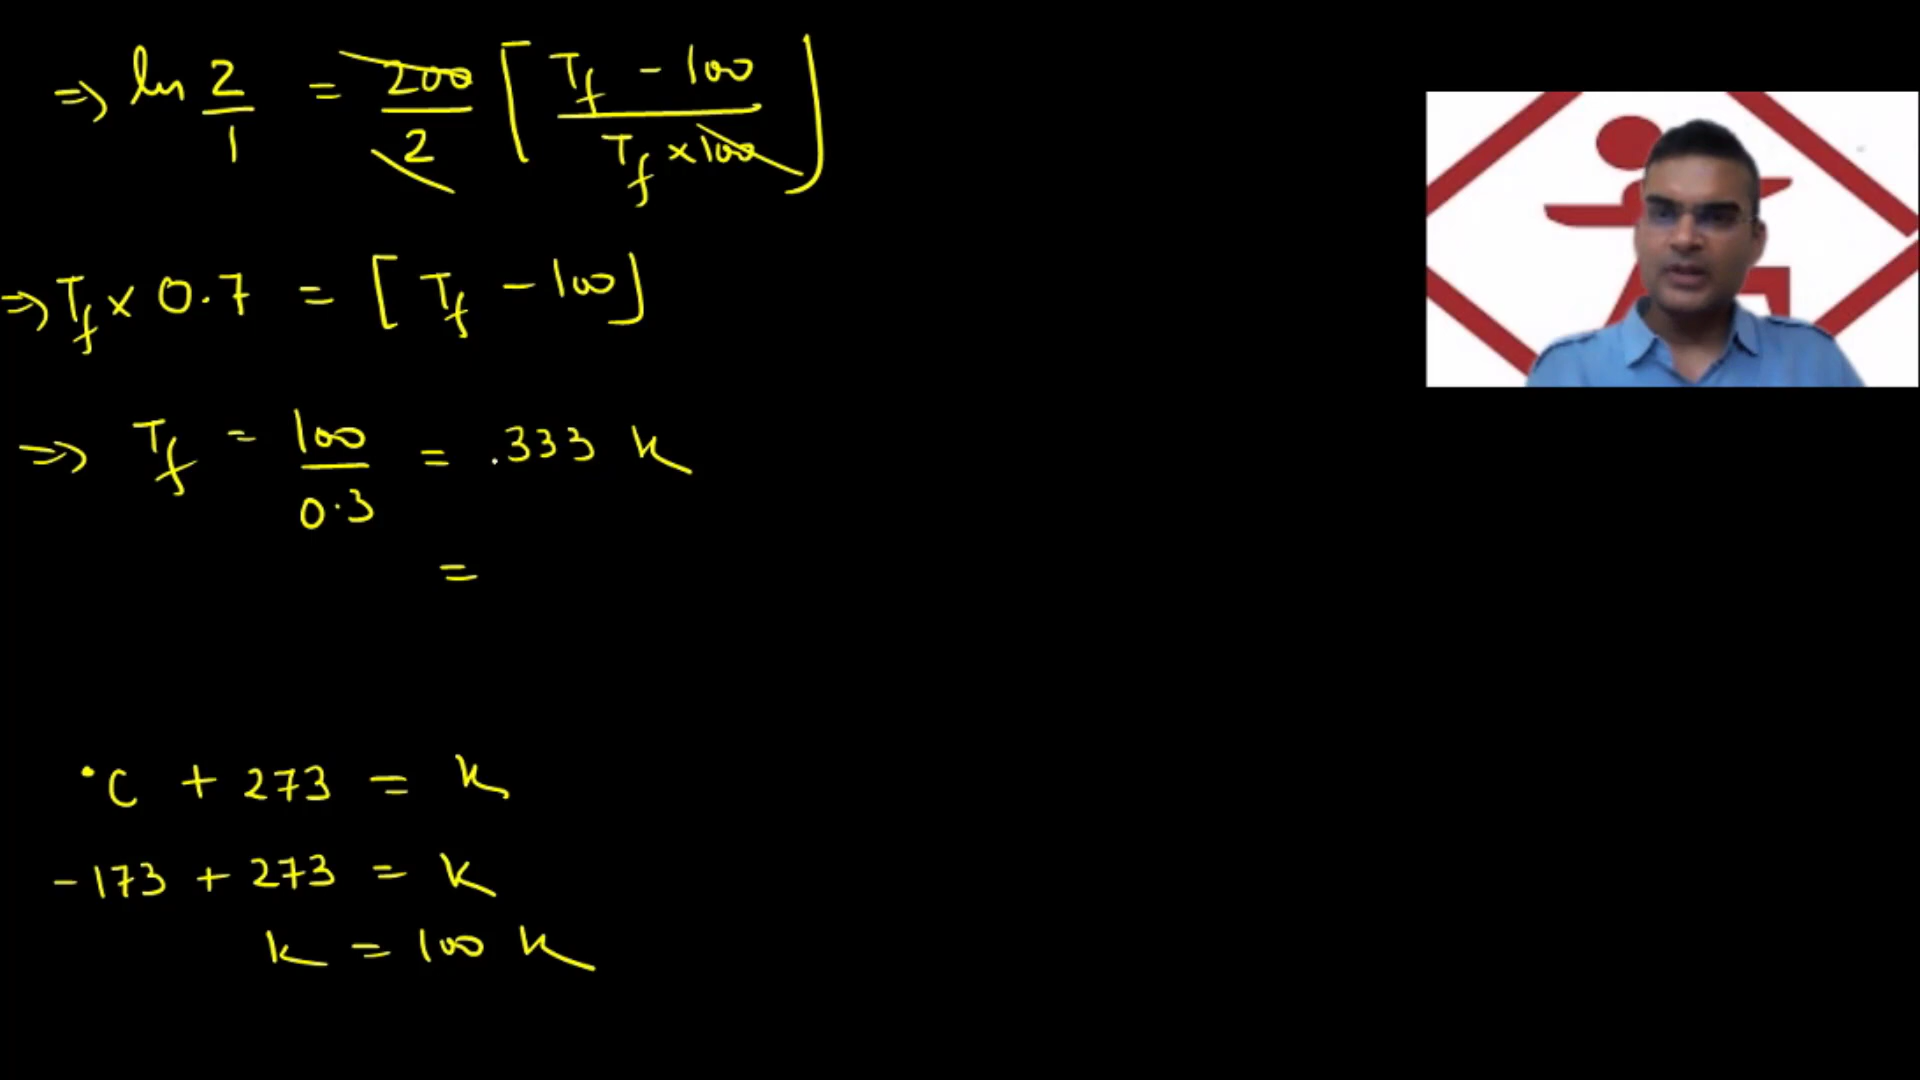 ⇒ ln 2/1 = 200/2 [ (T_f - 100) / (T_f × 100) ]
⇒ T_f × 0.7 = [ T_f - 100 ]
⇒ T_f = 100/0.3 = .333 K
=
°C + 273 = K
-173 + 273 = K
K = 100 K